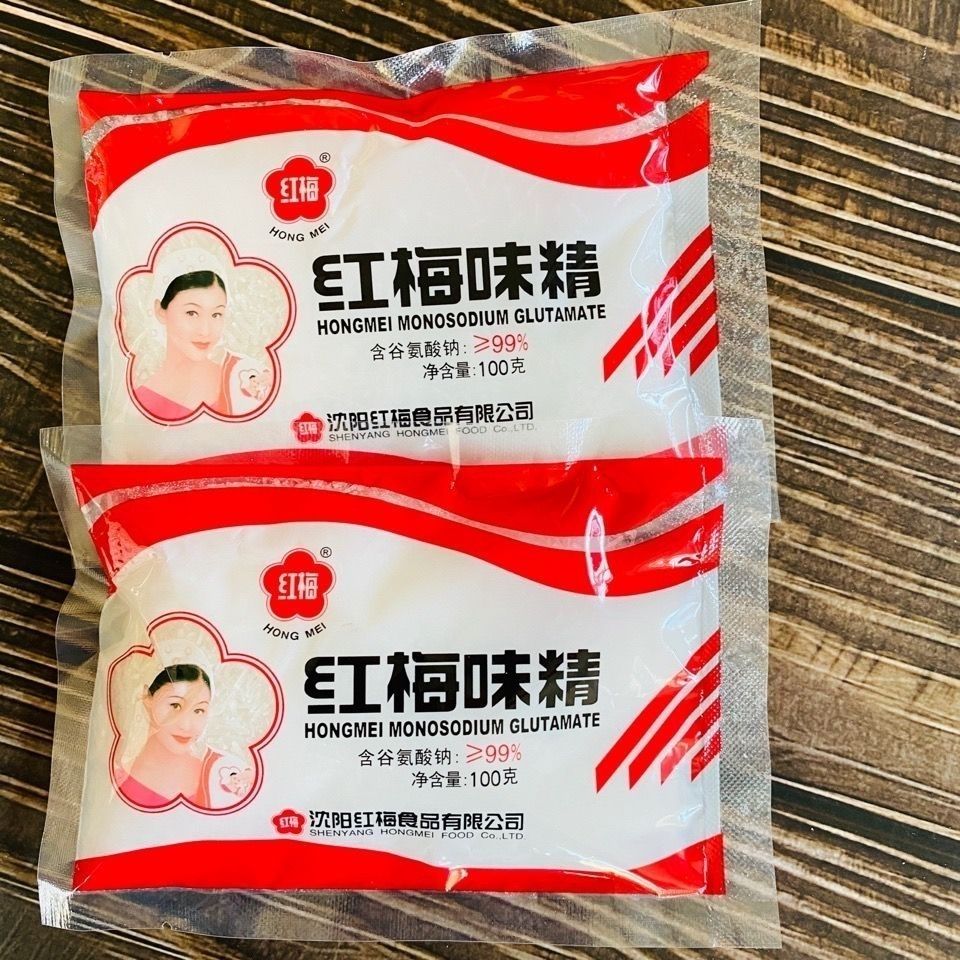 红梅
®
HONG MEI
红梅味精
HONGMEI MONOSODIUM GLUTAMATE
含谷氨酸钠:≥99%
净含量:100克
红梅 沈阳红梅食品有限公司
SHENYANG HONGMEI FOOD Co.,LTD.
红梅
®
HONG MEI
红梅味精
HONGMEI MONOSODIUM GLUTAMATE
含谷氨酸钠:≥99%
净含量:100克
红梅 沈阳红梅食品有限公司
SHENYANG HONGMEI FOOD Co.,LTD.